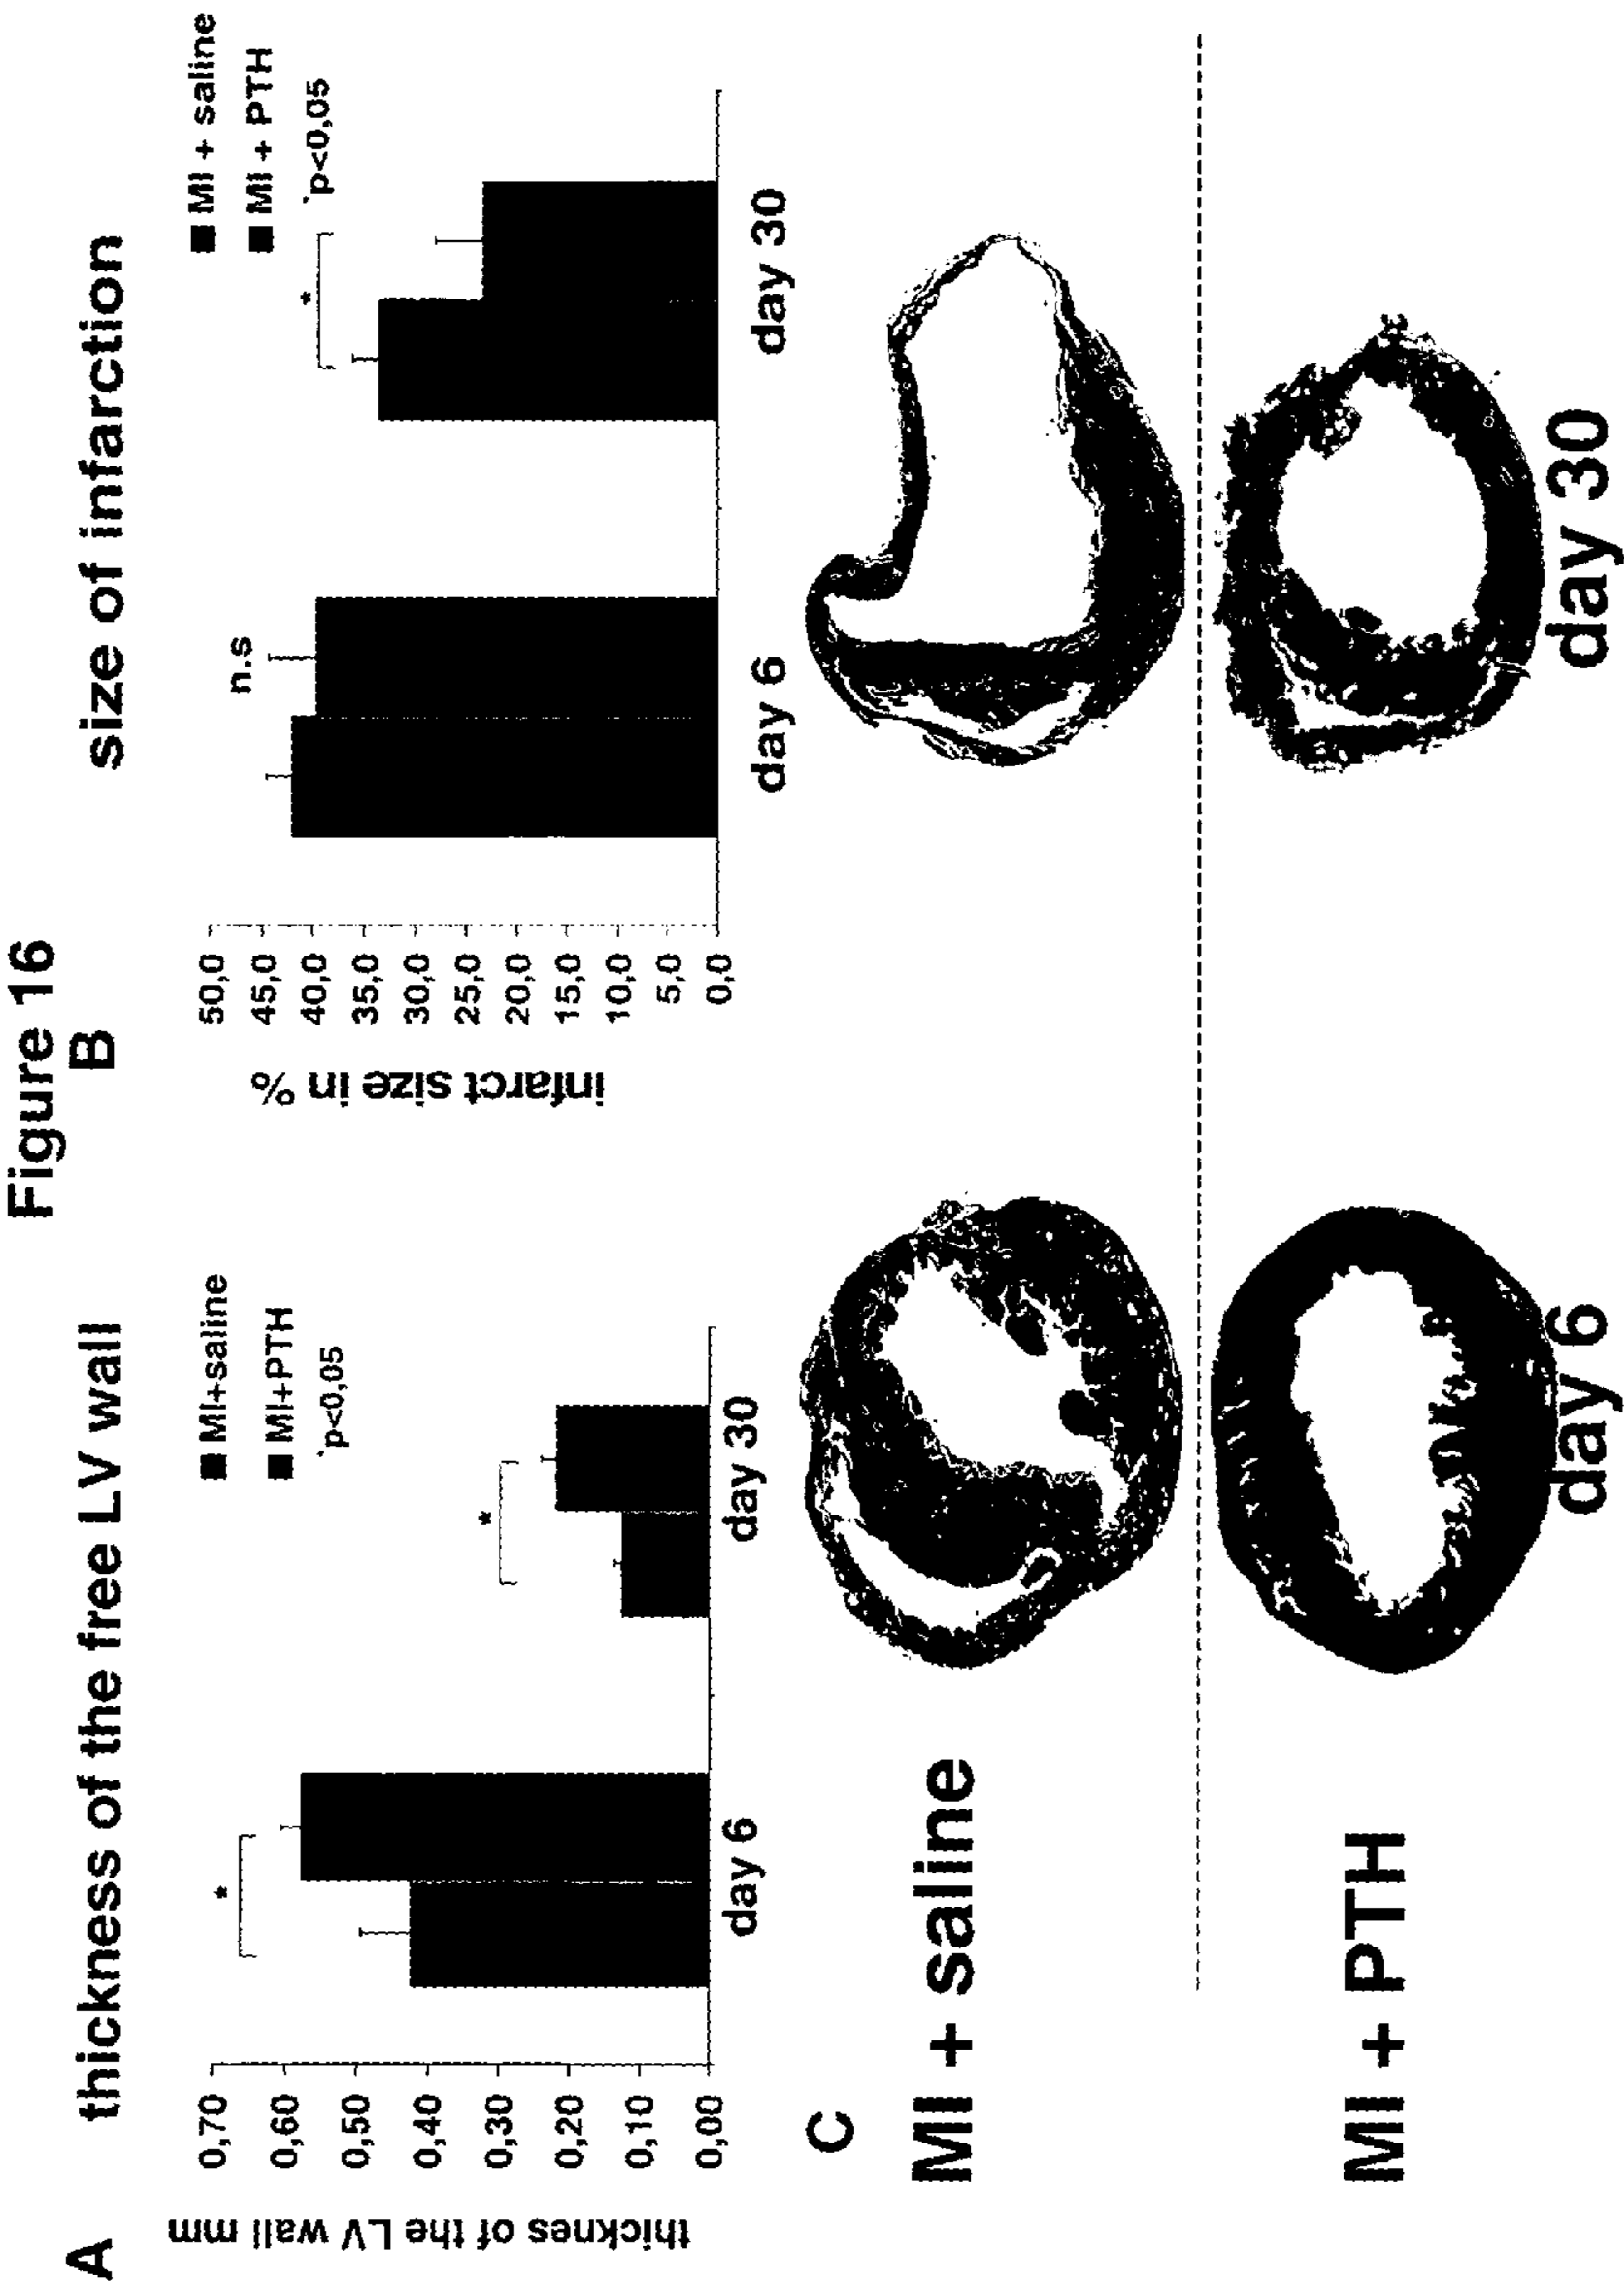 Figure 16
A
thickness of the free LV wall
thicknes of the LV wall mm
0,70
0,60
0,50
0,40
0,30
0,20
0,10
0,00
*
*
MI+saline
MI+PTH
*p<0,05
day 6
day 30
B
size of infarction
infarct size in %
50,0
45,0
40,0
35,0
30,0
25,0
20,0
15,0
10,0
5,0
0,0
n.s
*
MI + saline
MI + PTH
*p<0,05
day 6
day 30
C
MI + saline
MI + PTH
day 6
day 30